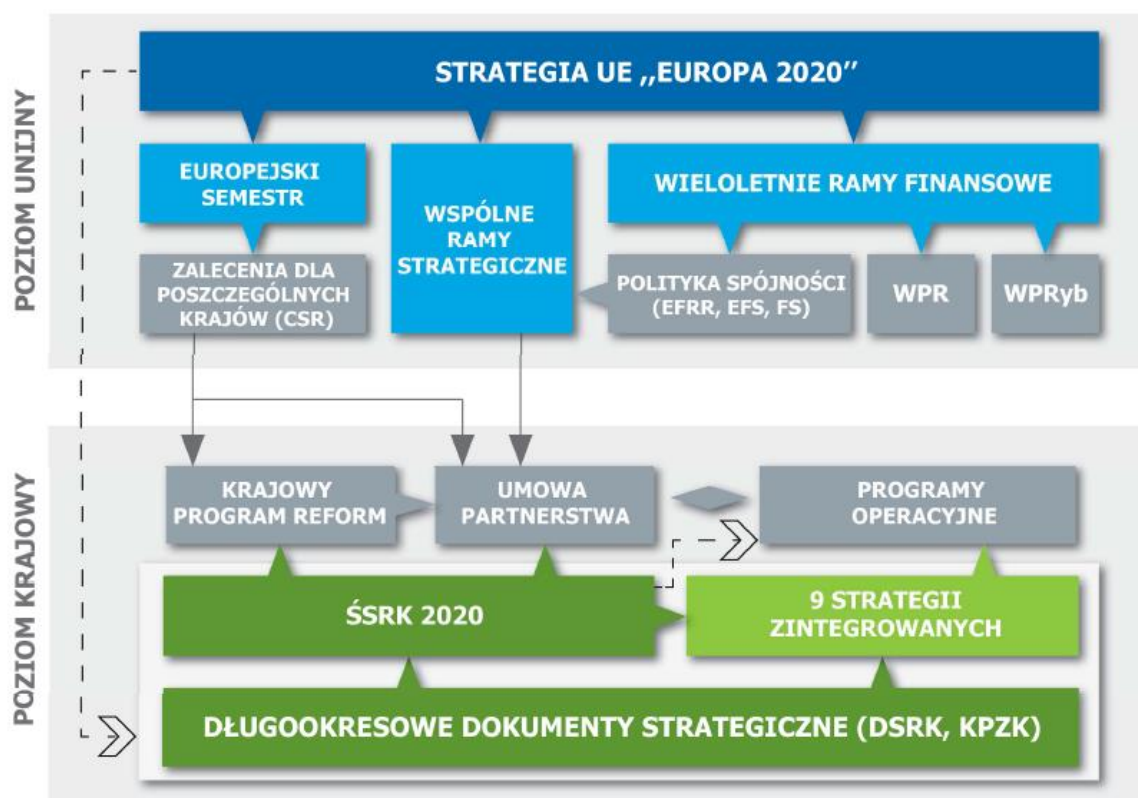 POZIOM UNIJNY
STRATEGIA UE „EUROPA 2020”
EUROPEJSKI
SEMESTR
WSPÓLNE
RAMY
STRATEGICZNE
WIELOLETNIE RAMY FINANSOWE
ZALECENIA DLA
POSZCZEGÓLNYCH
KRAJÓW (CSR)
POLITYKA SPÓJNOŚCI
(EFRR, EFS, FS)
WPR
WPRyb
POZIOM KRAJOWY
KRAJOWY
PROGRAM REFORM
UMOWA
PARTNERSTWA
PROGRAMY
OPERACYJNE
ŚSRK 2020
9 STRATEGII
ZINTEGROWANYCH
DŁUGOOKRESOWE DOKUMENTY STRATEGICZNE (DSRK, KPZK)